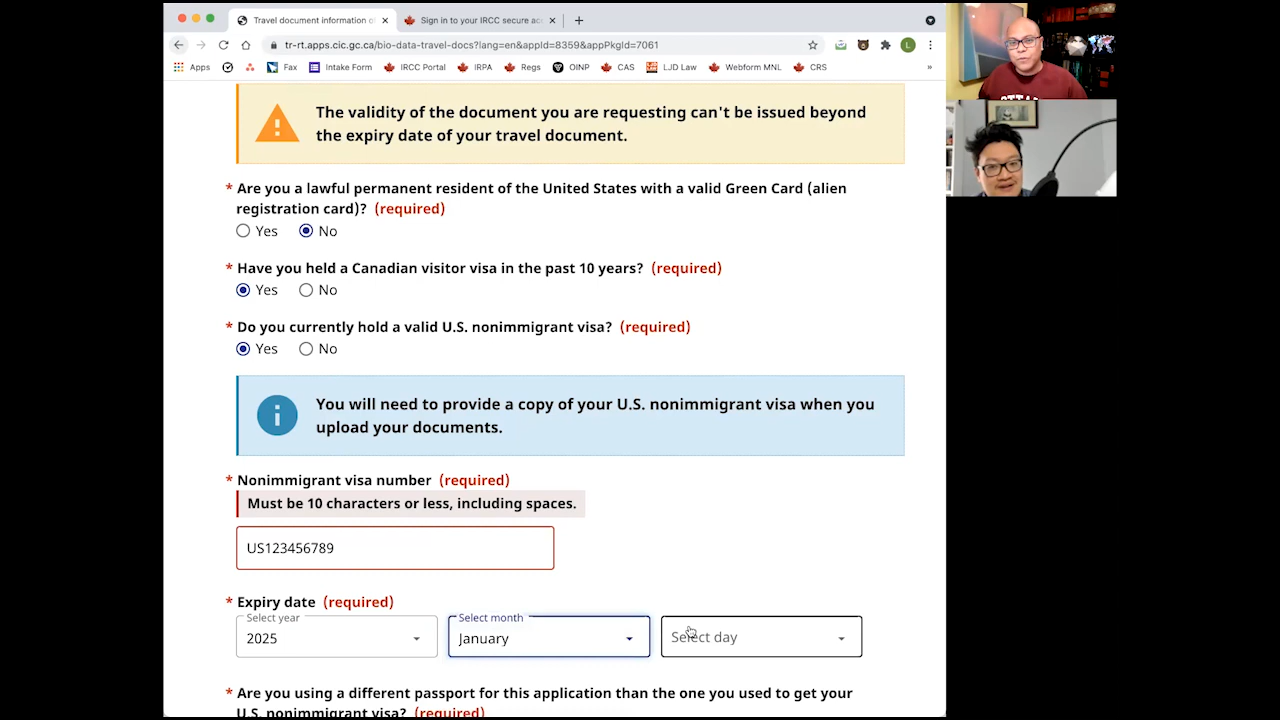 Travel document information o
Sign in to your IRCC secure ac
tr-rt.apps.cic.gc.ca/bio-data-travel-docs?lang=en&appId=8359&appPkgId=7061
L
Apps Fax Intake Form IRCC Portal IRPA Regs OINP CAS LJD Law Webform MNL CRS »
The validity of the document you are requesting can't be issued beyond
the expiry date of your travel document.
* Are you a lawful permanent resident of the United States with a valid Green Card (alien
registration card)? (required)
Yes No
* Have you held a Canadian visitor visa in the past 10 years? (required)
Yes No
* Do you currently hold a valid U.S. nonimmigrant visa? (required)
Yes No
You will need to provide a copy of your U.S. nonimmigrant visa when you
upload your documents.
* Nonimmigrant visa number (required)
Must be 10 characters or less, including spaces.
US123456789
* Expiry date (required)
Select year Select month
2025 January Select day
* Are you using a different passport for this application than the one you used to get your
U.S. nonimmigrant visa? (required)